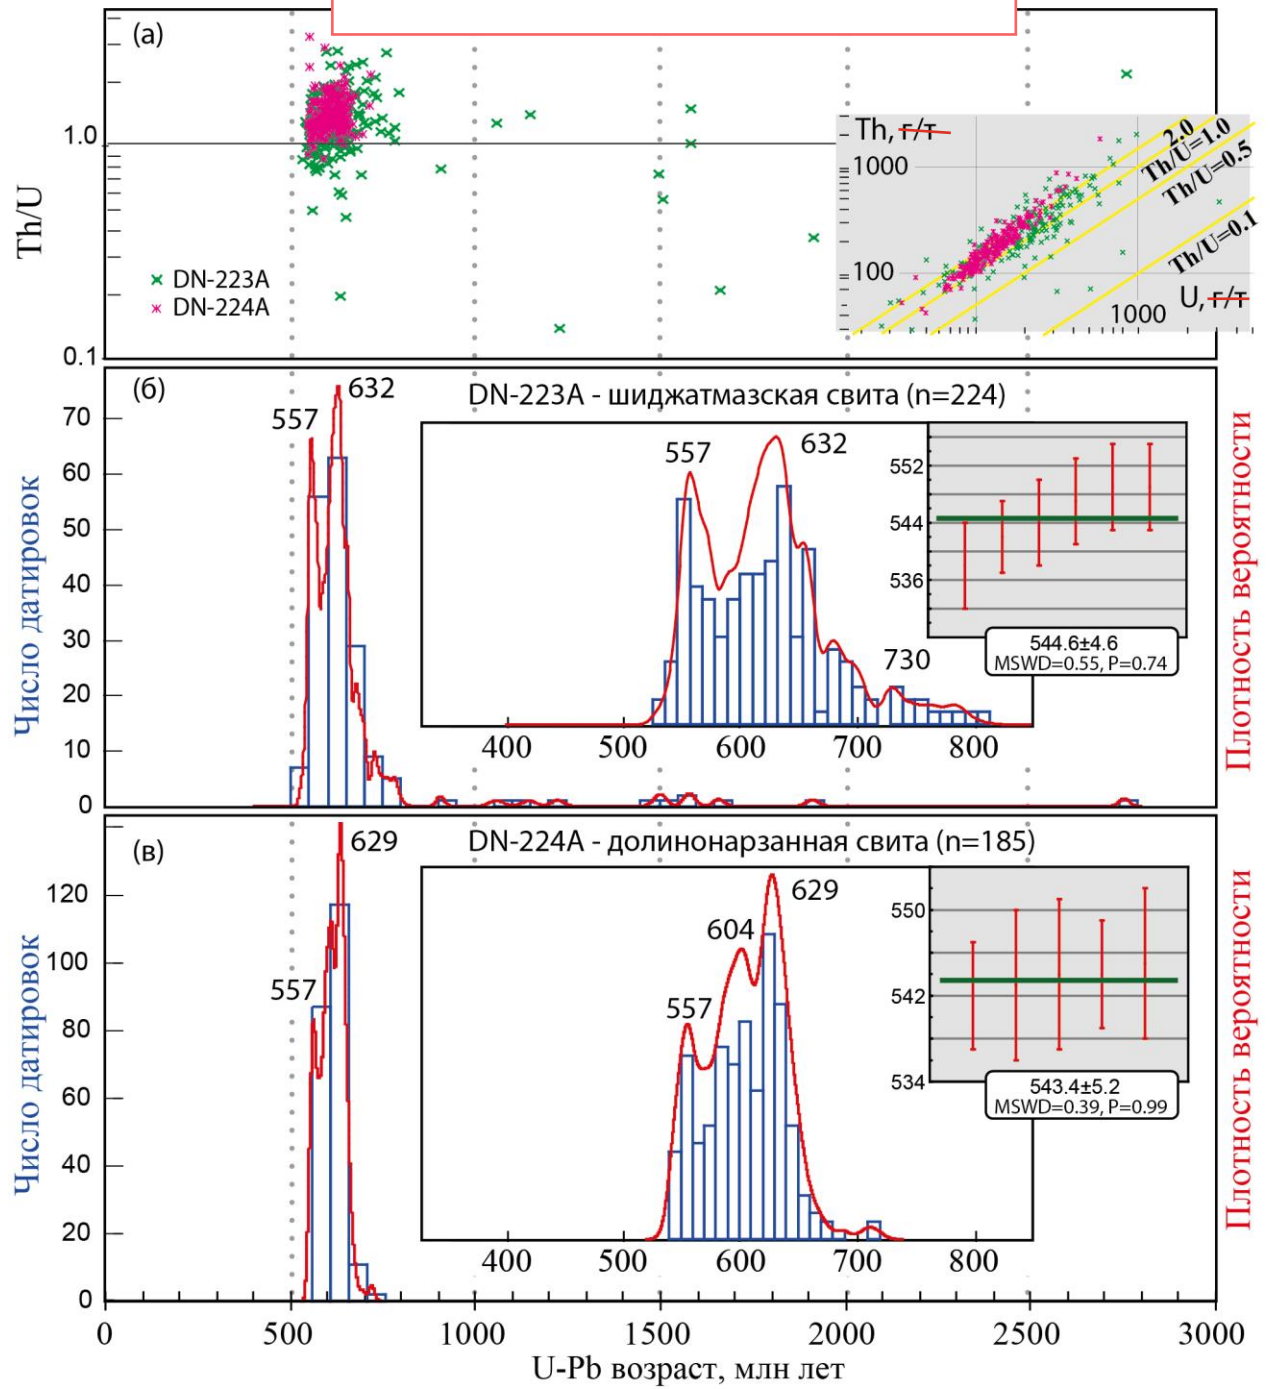 (а)
Th/U
1.0
0.1
DN-223A
DN-224A
Th, г/т
1000
100
2.0
Th/U=1.0
Th/U=0.5
Th/U=0.1
U, г/т
1000
(б)
DN-223A - шиджатмазская свита (n=224)
Число датировок
Плотность вероятности
70
60
50
40
30
20
10
0
557
632
557
632
730
400 500 600 700 800
552
544
536
544.6±4.6
MSWD=0.55, P=0.74
(в)
DN-224A - долинонарзанная свита (n=185)
Число датировок
Плотность вероятности
120
100
80
60
40
20
0
557
629
557
604
629
400 500 600 700 800
550
542
534
543.4±5.2
MSWD=0.39, P=0.99
0 500 1000 1500 2000 2500 3000
U-Pb возраст, млн лет